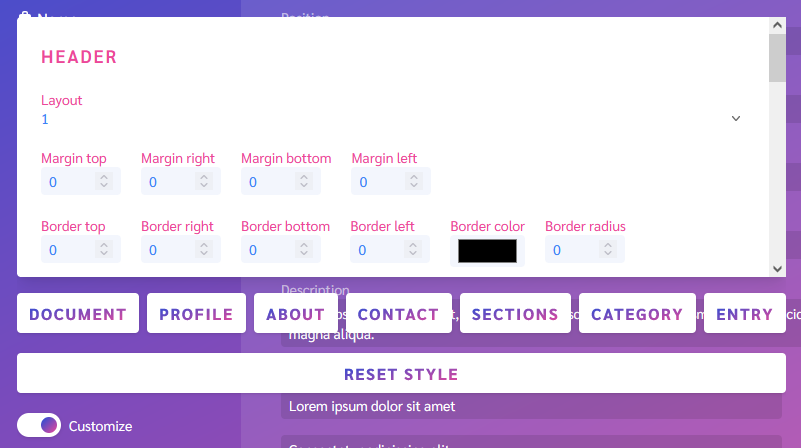 Position
HEADER
Layout
1
Margin top Margin right Margin bottom Margin left
0 0 0 0
Border top Border right Border bottom Border left Border color Border radius
0 0 0 0 0
Description
DOCUMENT PROFILE ABOUT CONTACT SECTIONS CATEGORY ENTRY
magna aliqua.
RESET STYLE
Lorem ipsum dolor sit amet
Customize